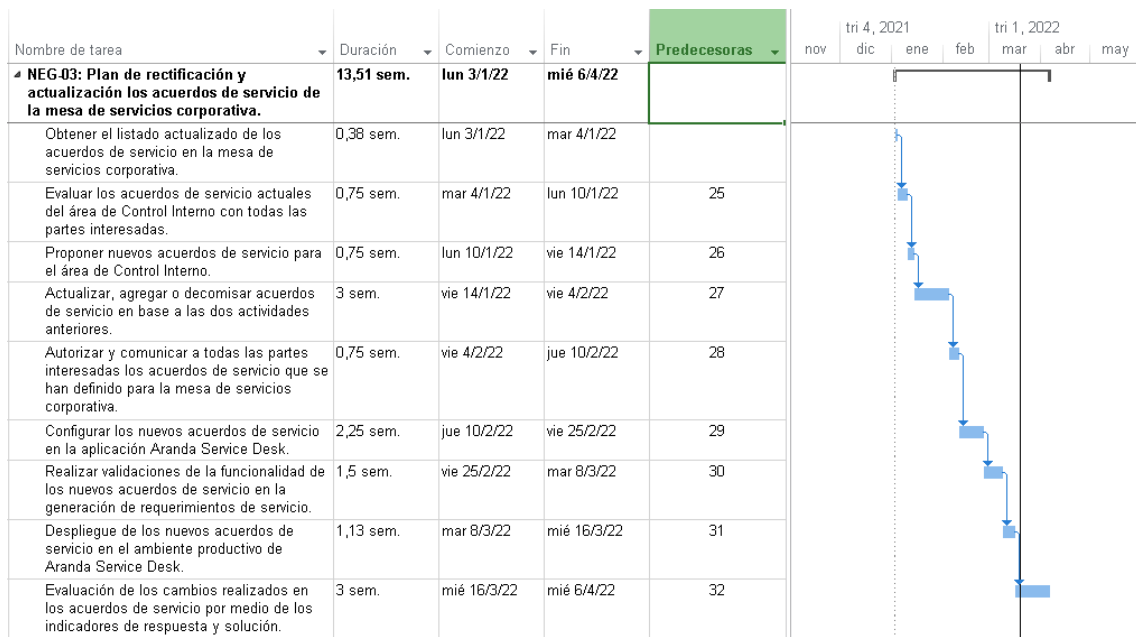 tri 4, 2021 tri 1, 2022
Nombre de tarea Duración Comienzo Fin Predecesoras nov dic ene feb mar abr may
NEG-03: Plan de rectificación y 13,51 sem. lun 3/1/22 mié 6/4/22
actualización los acuerdos de servicio de
la mesa de servicios corporativa.
Obtener el listado actualizado de los 0,38 sem. lun 3/1/22 mar 4/1/22
acuerdos de servicio en la mesa de
servicios corporativa.
Evaluar los acuerdos de servicio actuales 0,75 sem. mar 4/1/22 lun 10/1/22 25
del área de Control Interno con todas las
partes interesadas.
Proponer nuevos acuerdos de servicio para 0,75 sem. lun 10/1/22 vie 14/1/22 26
el área de Control Interno.
Actualizar, agregar o decomisar acuerdos 3 sem. vie 14/1/22 vie 4/2/22 27
de servicio en base a las dos actividades
anteriores.
Autorizar y comunicar a todas las partes 0,75 sem. vie 4/2/22 jue 10/2/22 28
interesadas los acuerdos de servicio que se
han definido para la mesa de servicios
corporativa.
Configurar los nuevos acuerdos de servicio 2,25 sem. jue 10/2/22 vie 25/2/22 29
en la aplicación Aranda Service Desk.
Realizar validaciones de la funcionalidad de 1,5 sem. vie 25/2/22 mar 8/3/22 30
los nuevos acuerdos de servicio en la
generación de requerimientos de servicio.
Despliegue de los nuevos acuerdos de 1,13 sem. mar 8/3/22 mié 16/3/22 31
servicio en el ambiente productivo de
Aranda Service Desk.
Evaluación de los cambios realizados en 3 sem. mié 16/3/22 mié 6/4/22 32
los acuerdos de servicio por medio de los
indicadores de respuesta y solución.